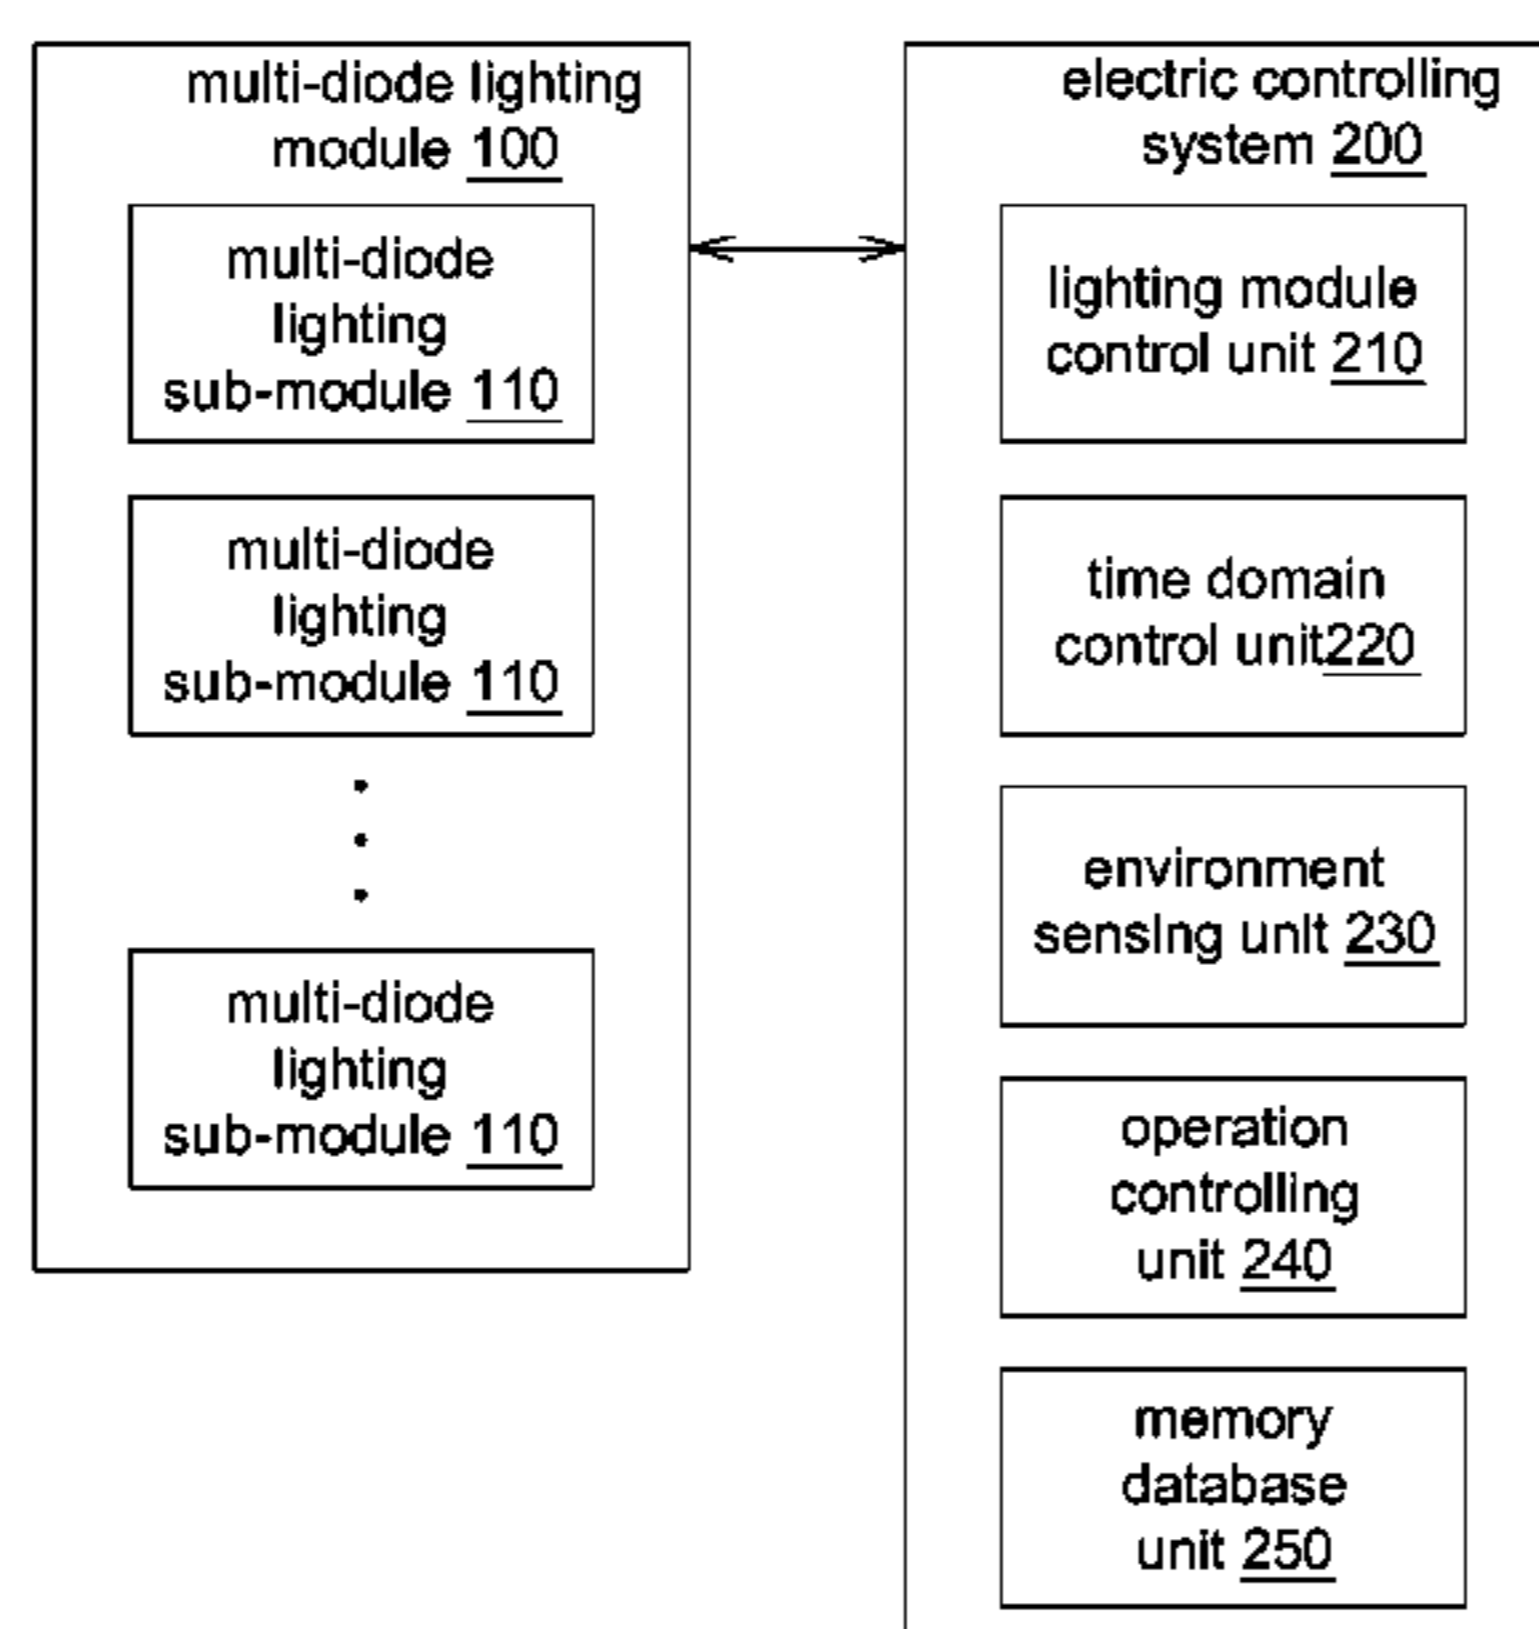 multi-diode lighting
module 100
multi-diode
lighting
sub-module 110
multi-diode
lighting
sub-module 110
multi-diode
lighting
sub-module 110
electric controlling
system 200
lighting module
control unit 210
time domain
control unit220
environment
sensing unit 230
operation
controlling
unit 240
memory
database
unit 250